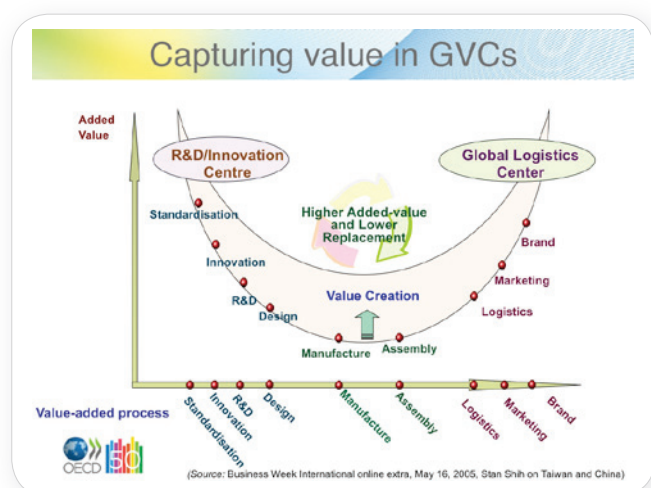 Capturing value in GVCs
Added
Value
R&D/Innovation
Centre
Global Logistics
Center
Standardisation
Higher Added-value
and Lower
Replacement
Brand
Innovation
Marketing
R&D
Value Creation
Logistics
Design
Manufacture
Assembly
Value-added process
Standardisation
Innovation
R&D
Design
Manufacture
Assembly
Logistics
Marketing
Brand
OECD
50
(Source: Business Week International online extra, May 16, 2005, Stan Shih on Taiwan and China)